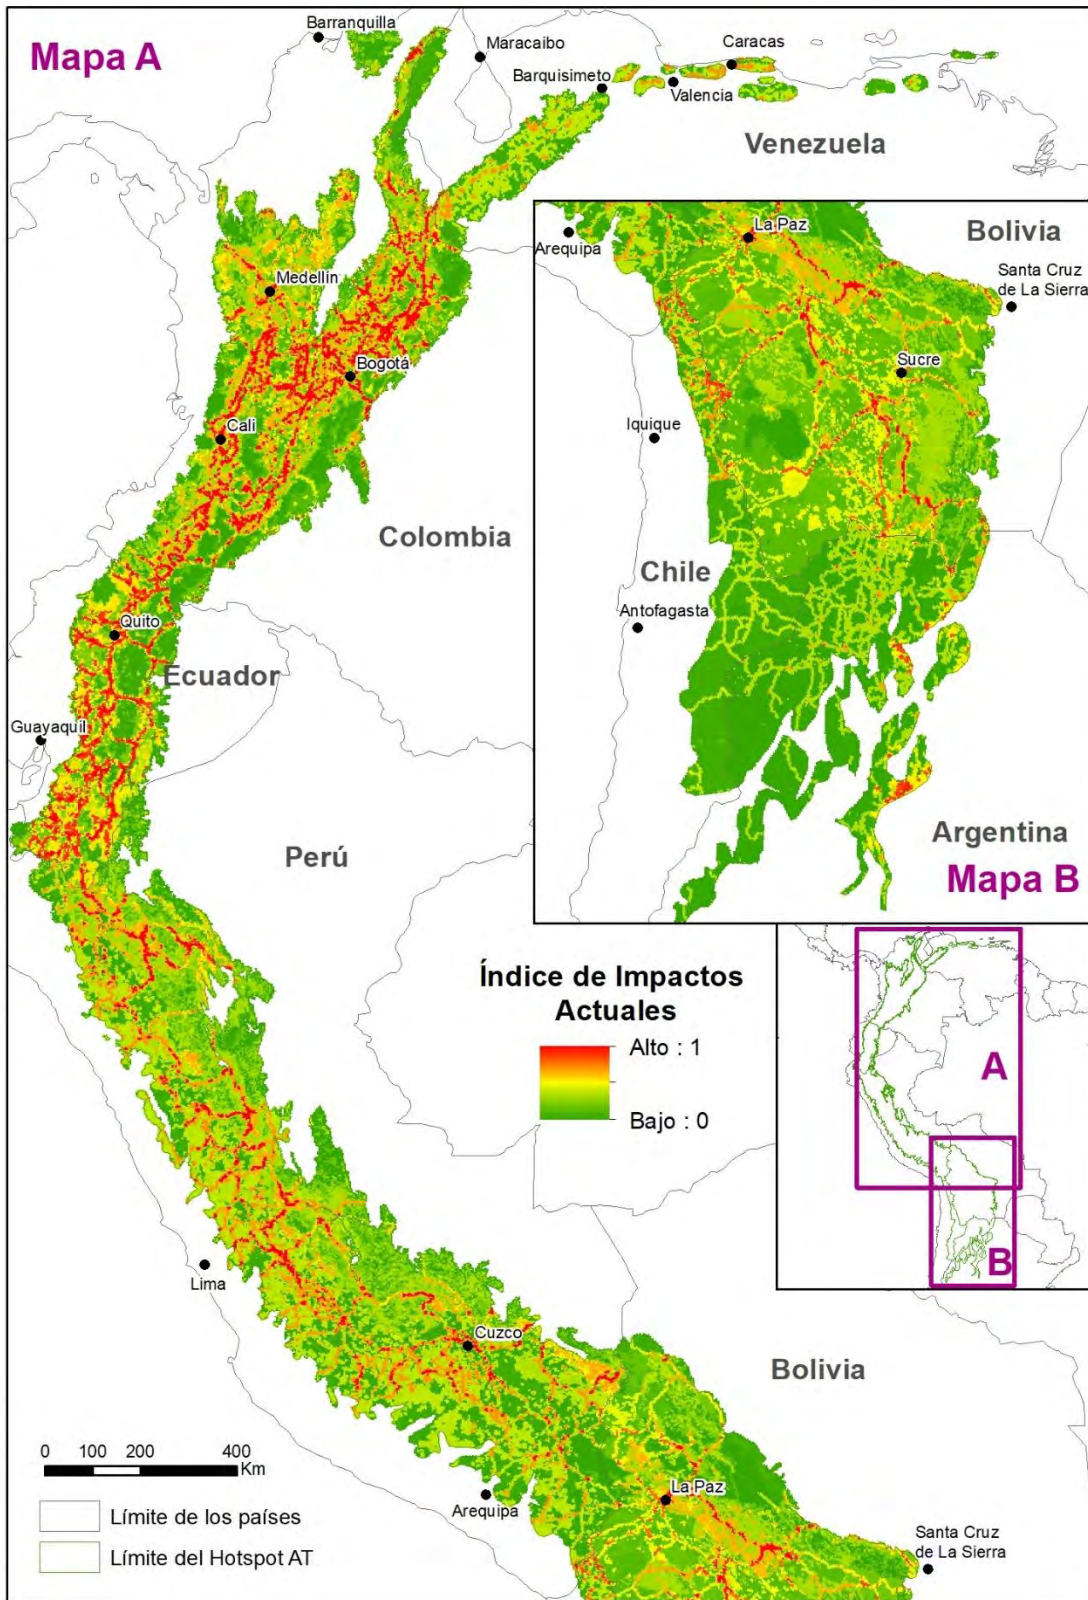 Mapa A
Barranquilla
Maracaibo
Caracas
Barquisimeto
Valencia
Venezuela
Medellín
Bogotá
Cali
Colombia
Quito
Ecuador
Guayaquil
Perú
Lima
Cuzco
Bolivia
La Paz
Arequipa
Santa Cruz
de La Sierra
La Paz
Bolivia
Arequipa
Santa Cruz
de La Sierra
Sucre
Iquique
Chile
Antofagasta
Argentina
Mapa B
Índice de Impactos
Actuales
Alto : 1
Bajo : 0
A
B
0 100 200 400
Km
Límite de los países
Límite del Hotspot AT